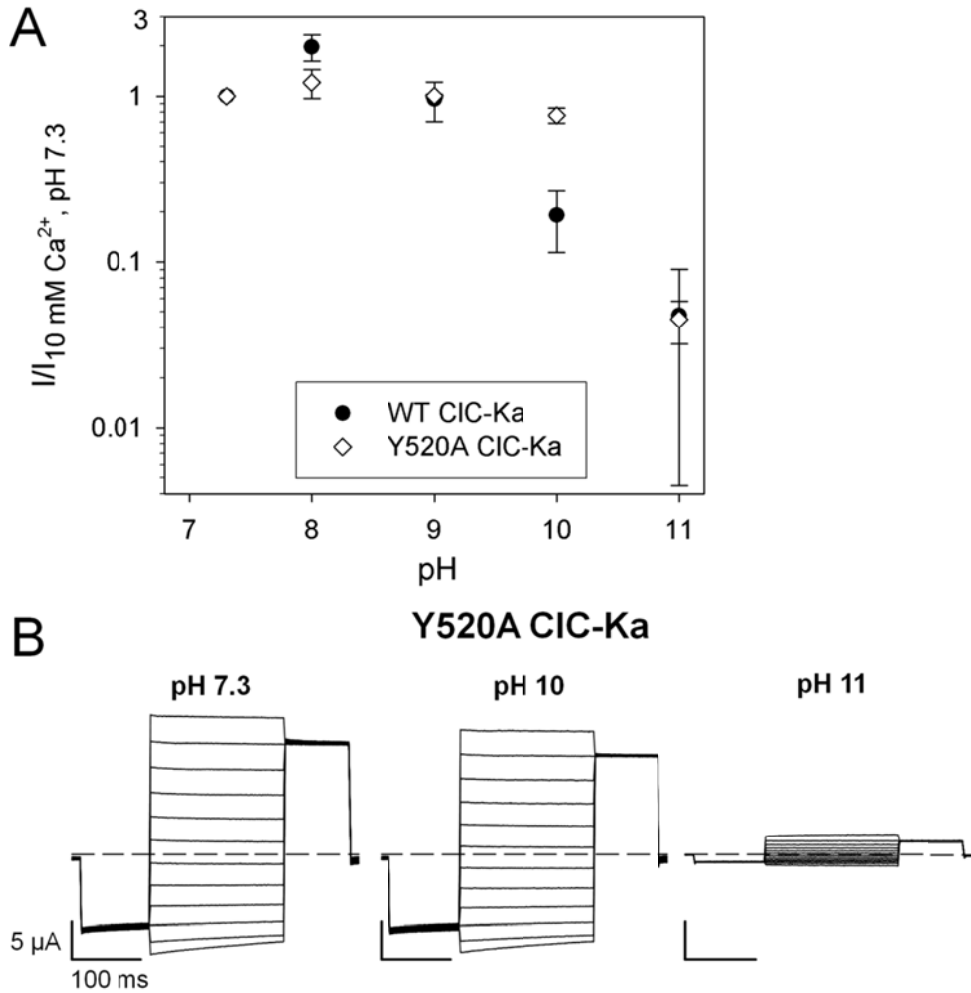 A
I/I10 mM Ca2+, pH 7.3
3
1
0.1
0.01
WT ClC-Ka
Y520A ClC-Ka
7 8 9 10 11
pH
B
Y520A ClC-Ka
pH 7.3 pH 10 pH 11
5 µA
100 ms